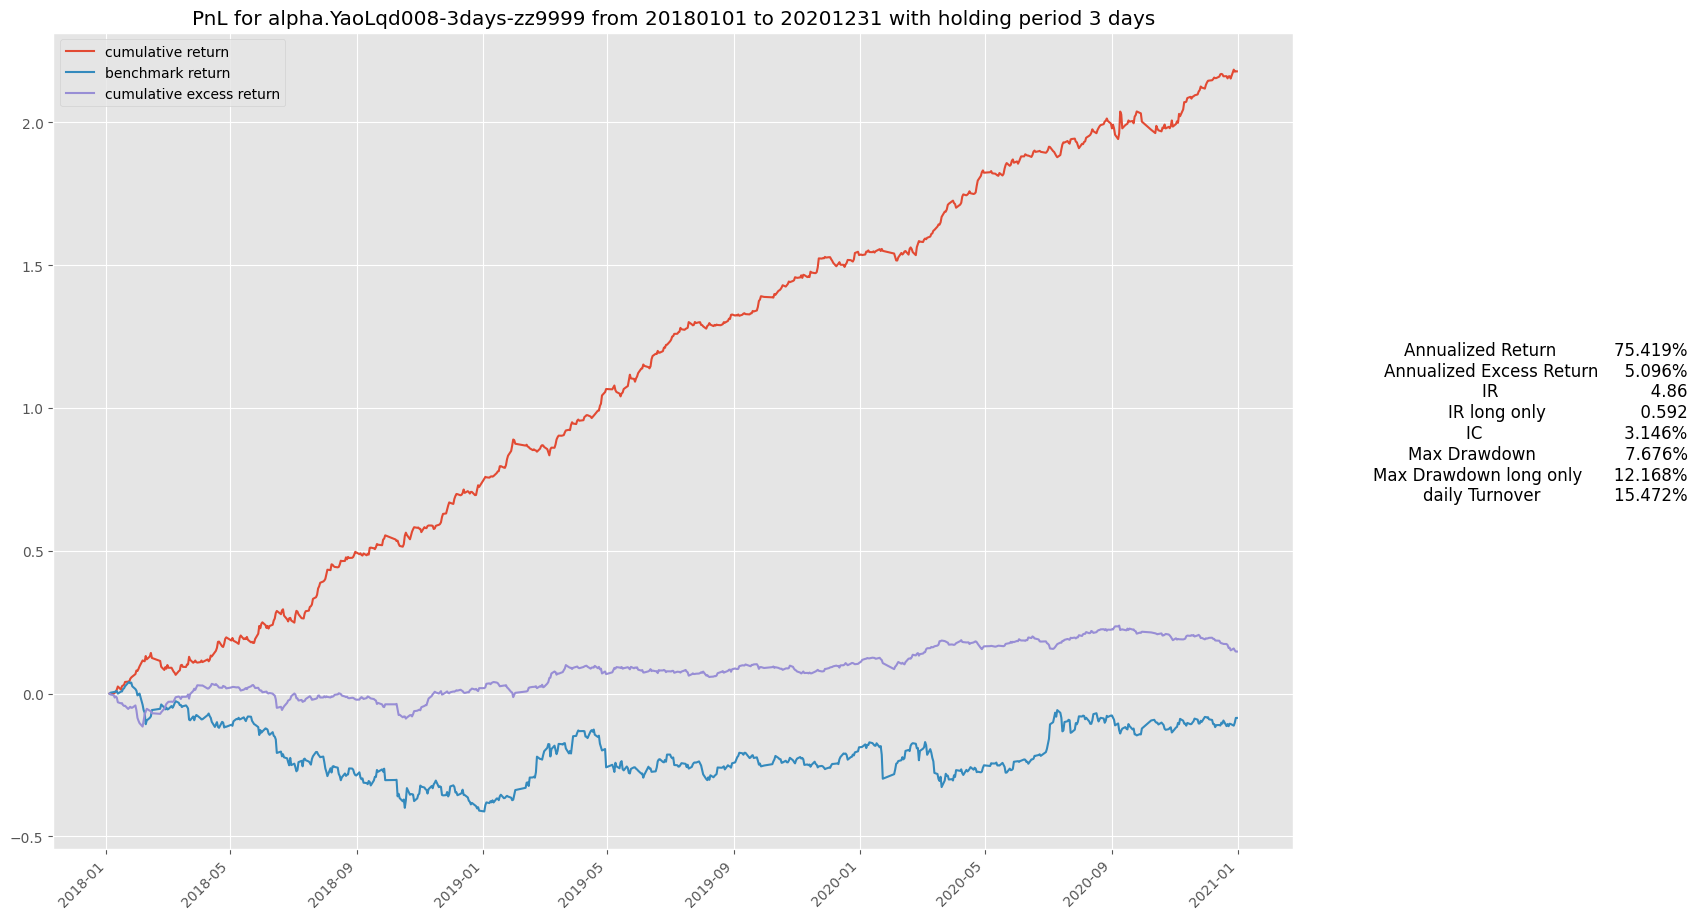 PnL for alpha.YaoLqd008-3days-zz9999 from 20180101 to 20201231 with holding period 3 days
cumulative return
benchmark return
cumulative excess return
2.0
1.5
1.0
0.5
0.0
−0.5
2018-01
2018-05
2018-09
2019-01
2019-05
2019-09
2020-01
2020-05
2020-09
2021-01
Annualized Return 75.419%
Annualized Excess Return 5.096%
IR 4.86
IR long only 0.592
IC 3.146%
Max Drawdown 7.676%
Max Drawdown long only 12.168%
daily Turnover 15.472%